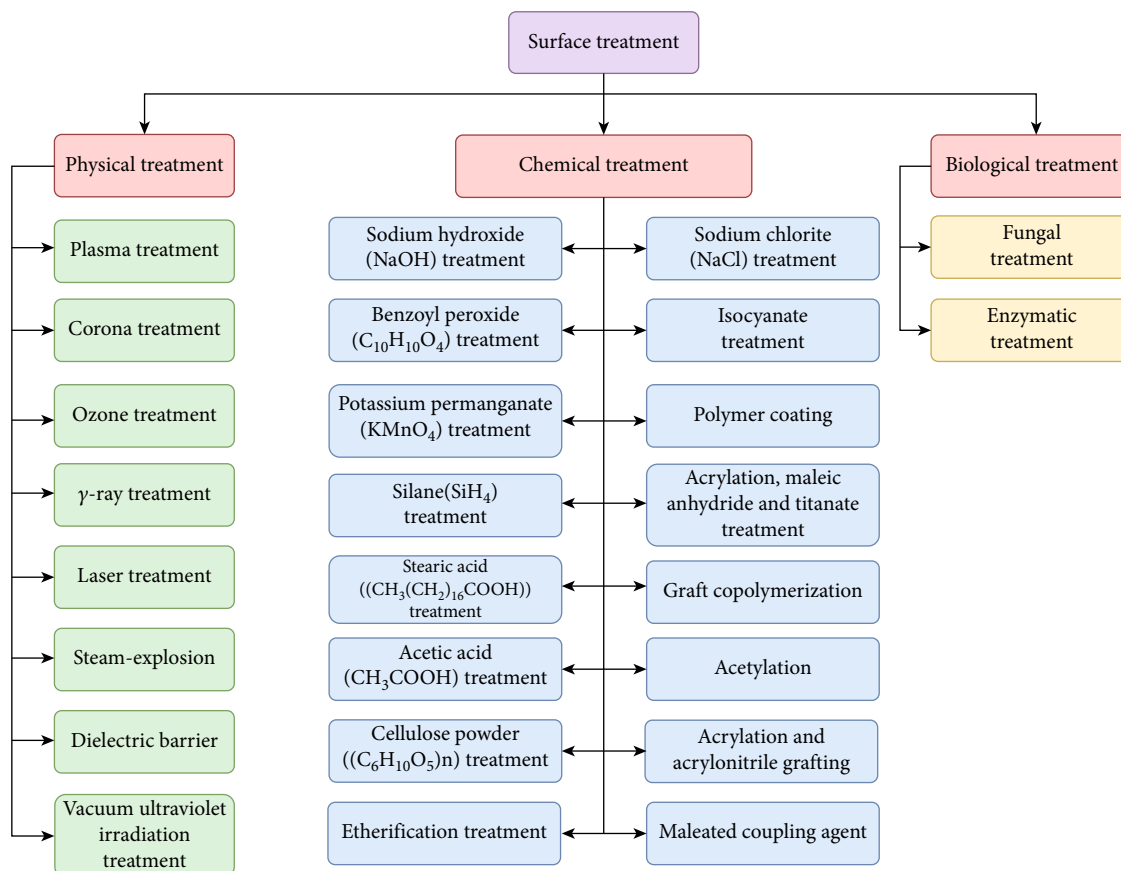 Surface treatment
Physical treatment
Plasma treatment
Corona treatment
Ozone treatment
γ-ray treatment
Laser treatment
Steam-explosion
Dielectric barrier
Vacuum ultraviolet
irradiation
treatment
Chemical treatment
Sodium hydroxide
(NaOH) treatment
Sodium chlorite
(NaCl) treatment
Benzoyl peroxide
(C₁₀H₁₀O₄) treatment
Isocyanate
treatment
Potassium permanganate
(KMnO₄) treatment
Polymer coating
Silane(SiH₄)
treatment
Acrylation, maleic
anhydride and titanate
treatment
Stearic acid
((CH₃(CH₂)₁₆COOH))
treatment
Graft copolymerization
Acetic acid
(CH₃COOH) treatment
Acetylation
Cellulose powder
((C₆H₁₀O₅)n) treatment
Acrylation and
acrylonitrile grafting
Etherification treatment
Maleated coupling agent
Biological treatment
Fungal
treatment
Enzymatic
treatment